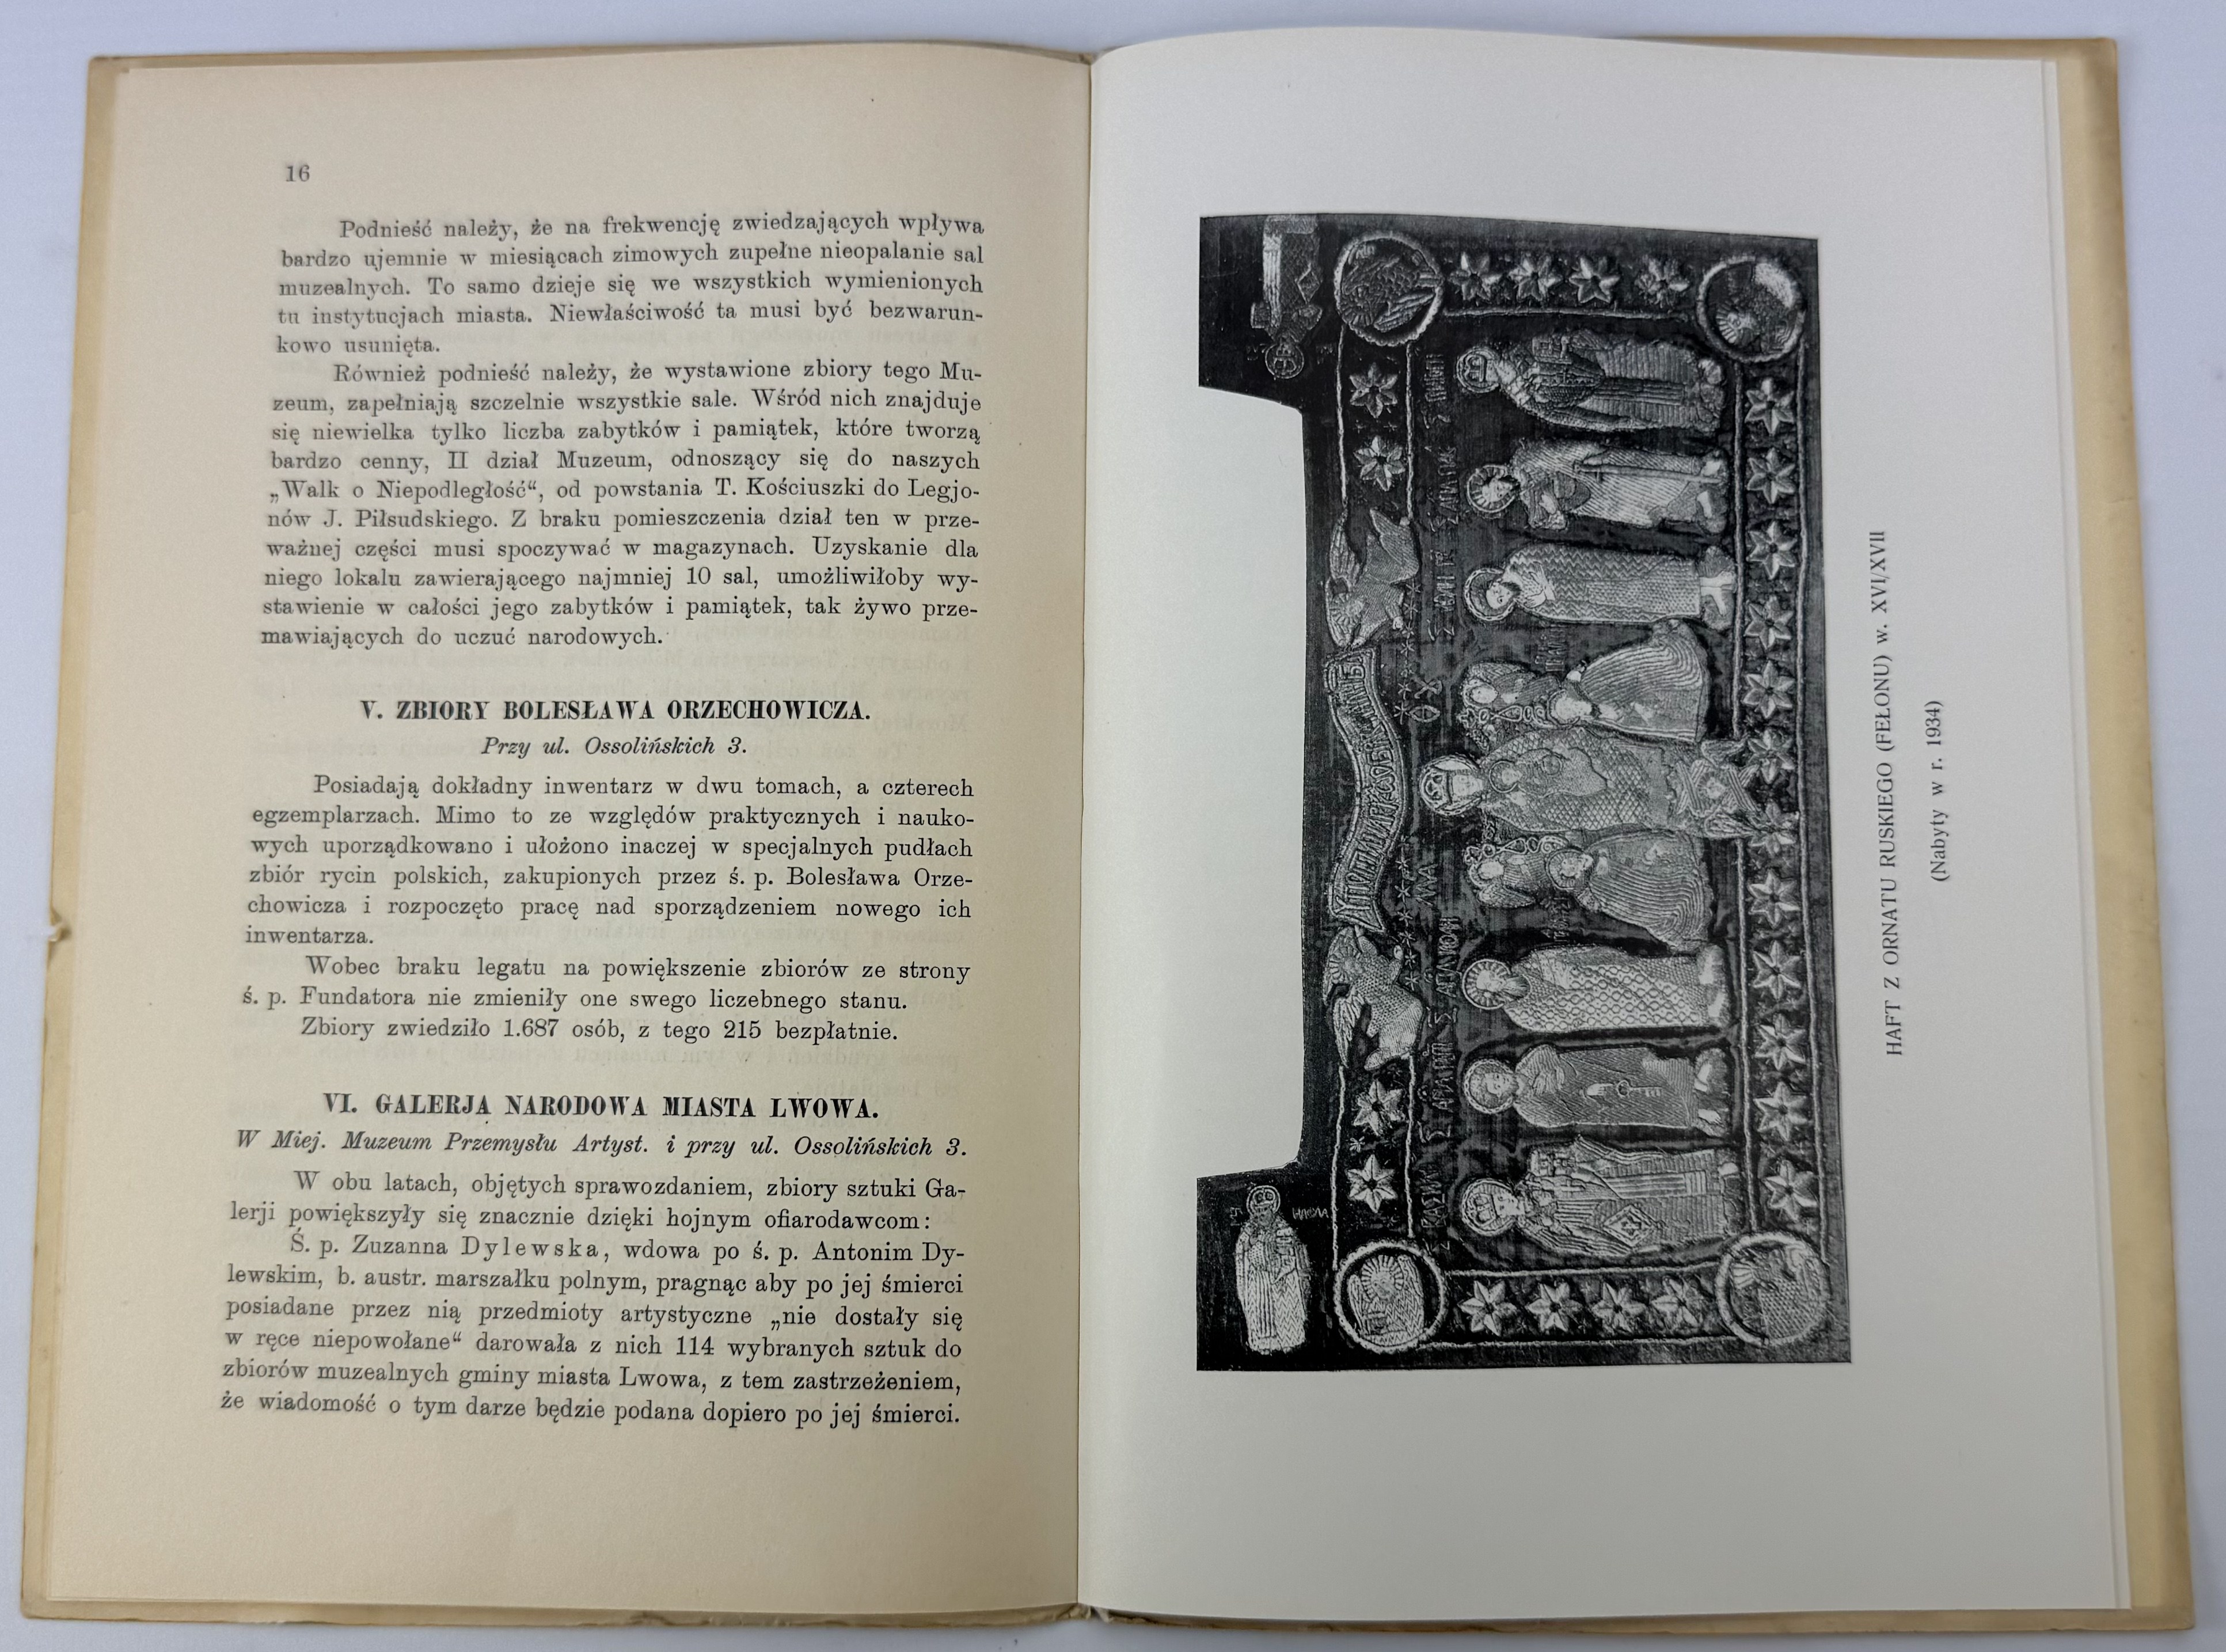 16
Podnieść należy, że na frekwencję zwiedzających wpływa
bardzo ujemnie w miesiącach zimowych zupełne nieopalanie sal
muzealnych. To samo dzieje się we wszystkich wymienionych
tu instytucjach miasta. Niewłaściwość ta musi być bezwarun-
kowo usunięta.
Również podnieść należy, że wystawione zbiory tego Mu-
zeum, zapełniają szczelnie wszystkie sale. Wśród nich znajduje
się niewielka tylko liczba zabytków i pamiątek, które tworzą
bardzo cenny, II dział Muzeum, odnoszący się do naszych
„Walk o Niepodległość“, od powstania T. Kościuszki do Legjo-
nów J. Piłsudskiego. Z braku pomieszczenia dział ten w prze-
ważnej części musi spoczywać w magazynach. Uzyskanie dla
niego lokalu zawierającego najmniej 10 sal, umożliwiłoby wy-
stawienie w całości jego zabytków i pamiątek, tak żywo prze-
mawiających do uczuć narodowych.
V. ZBIORY BOLESŁAWA ORZECHOWICZA.
Przy ul. Ossolińskich 3.
Posiadają dokładny inwentarz w dwu tomach, a czterech
egzemplarzach. Mimo to ze względów praktycznych i nauko-
wych uporządkowano i ułożono inaczej w specjalnych pudłach
zbiór rycin polskich, zakupionych przez ś. p. Bolesława Orze-
chowicza i rozpoczęto pracę nad sporządzeniem nowego ich
inwentarza.
Wobec braku legatu na powiększenie zbiorów ze strony
ś. p. Fundatora nie zmieniły one swego liczebnego stanu.
Zbiory zwiedziło 1.687 osób, z tego 215 bezpłatnie.
VI. GALERJA NARODOWA MIASTA LWOWA.
W Miej. Muzeum Przemysłu Artyst. i przy ul. Ossolińskich 3.
W obu latach, objętych sprawozdaniem, zbiory sztuki Ga-
lerji powiększyły się znacznie dzięki hojnym ofiarodawcom:
Ś. p. Zuzanna Dylewska, wdowa po ś. p. Antonim Dy-
lewskim, b. austr. marszałku polnym, pragnąc aby po jej śmierci
posiadane przez nią przedmioty artystyczne „nie dostały się
w ręce niepowołane“ darowała z nich 114 wybranych sztuk do
zbiorów muzealnych gminy miasta Lwowa, z tem zastrzeżeniem,
że wiadomość o tym darze będzie podana dopiero po jej śmierci.
HAFT Z ORNATU RUSKIEGO (FEŁONU) w. XVI/XVII
(Nabyty w r. 1934)